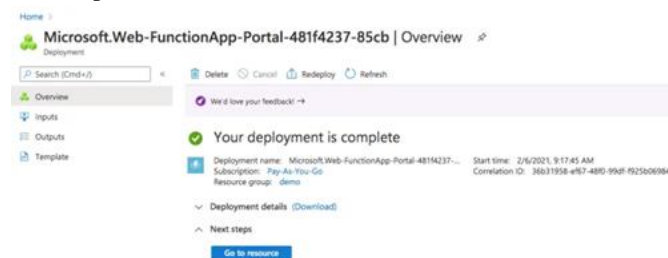 Home >
Microsoft.Web-FunctionApp-Portal-481f4237-85cb | Overview
Deployment
Search (Cmd+/)
«
Delete Cancel Redeploy Refresh
Overview
Inputs
Outputs
Template
We'd love your feedback! →
Your deployment is complete
Deployment name: Microsoft.Web-FunctionApp-Portal-481f4237-... Start time: 2/6/2021, 9:17:45 AM
Subscription: Pay-As-You-Go Correlation ID: 36b31958-ef67-48f0-99df-f925b06984
Resource group: demo
Deployment details (Download)
Next steps
Go to resource